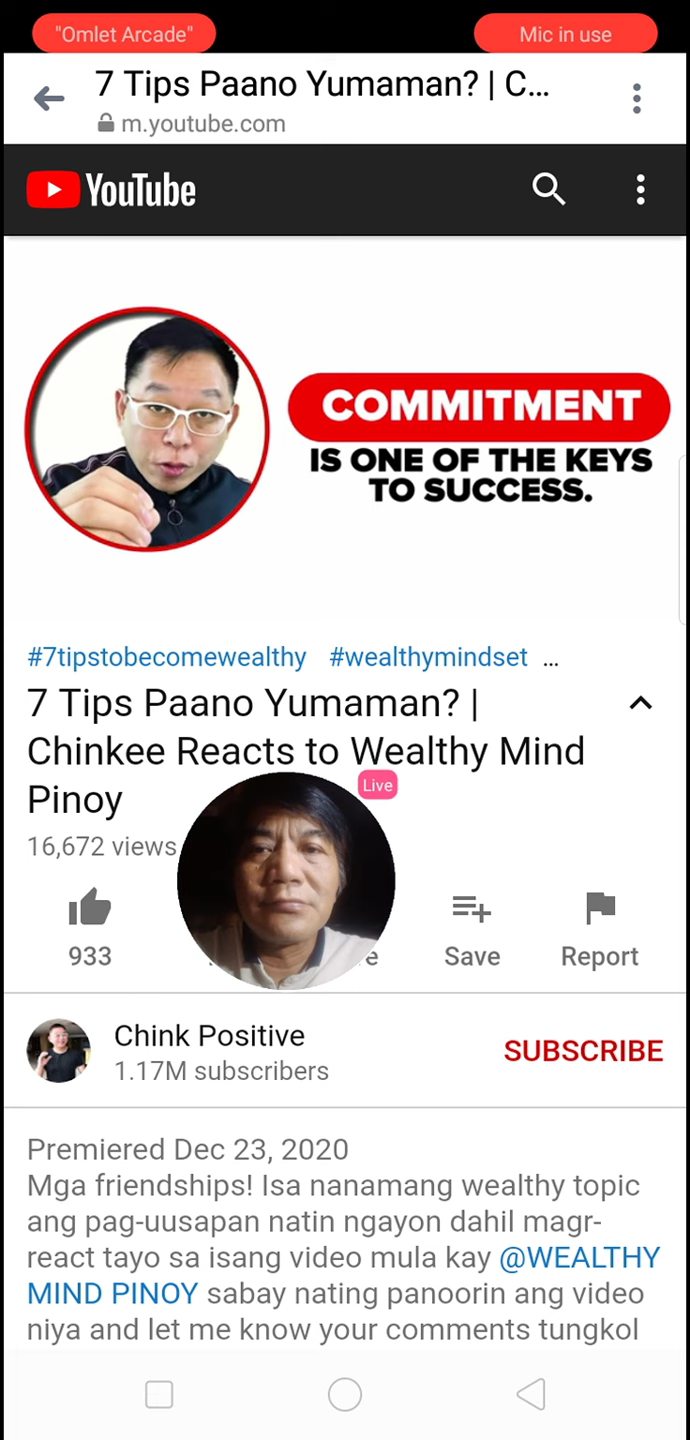 "Omlet Arcade"
Mic in use
7 Tips Paano Yumaman? | C...
m.youtube.com
YouTube
COMMITMENT
IS ONE OF THE KEYS
TO SUCCESS.
#7tipstobecomewealthy #wealthymindset ...
7 Tips Paano Yumaman? |
Chinkee Reacts to Wealthy Mind
Pinoy
Live
16,672 views
933
Save
Report
Chink Positive
1.17M subscribers
SUBSCRIBE
Premiered Dec 23, 2020
Mga friendships! Isa nanamang wealthy topic
ang pag-uusapan natin ngayon dahil magr-
react tayo sa isang video mula kay @WEALTHY
MIND PINOY sabay nating panoorin ang video
niya and let me know your comments tungkol